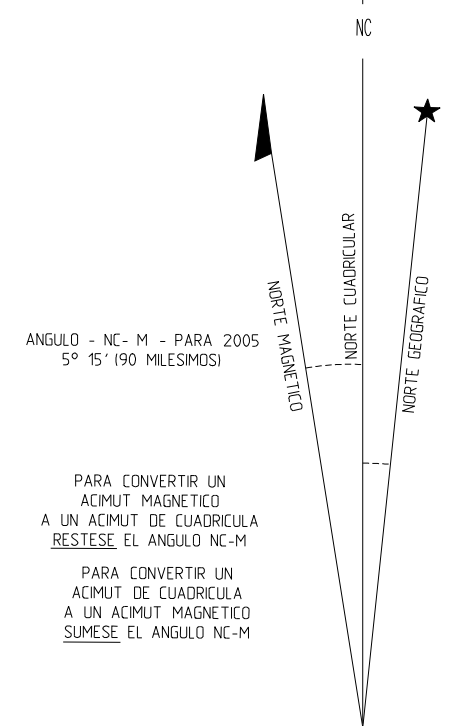 NC
NORTE MAGNETICO
NORTE CUADRICULAR
NORTE GEOGRAFICO
ANGULO - NC- M - PARA 2005
5° 15' (90 MILESIMOS)
PARA CONVERTIR UN
ACIMUT MAGNETICO
A UN ACIMUT DE CUADRICULA
RESTESE EL ANGULO NC-M
PARA CONVERTIR UN
ACIMUT DE CUADRICULA
A UN ACIMUT MAGNETICO
SUMESE EL ANGULO NC-M